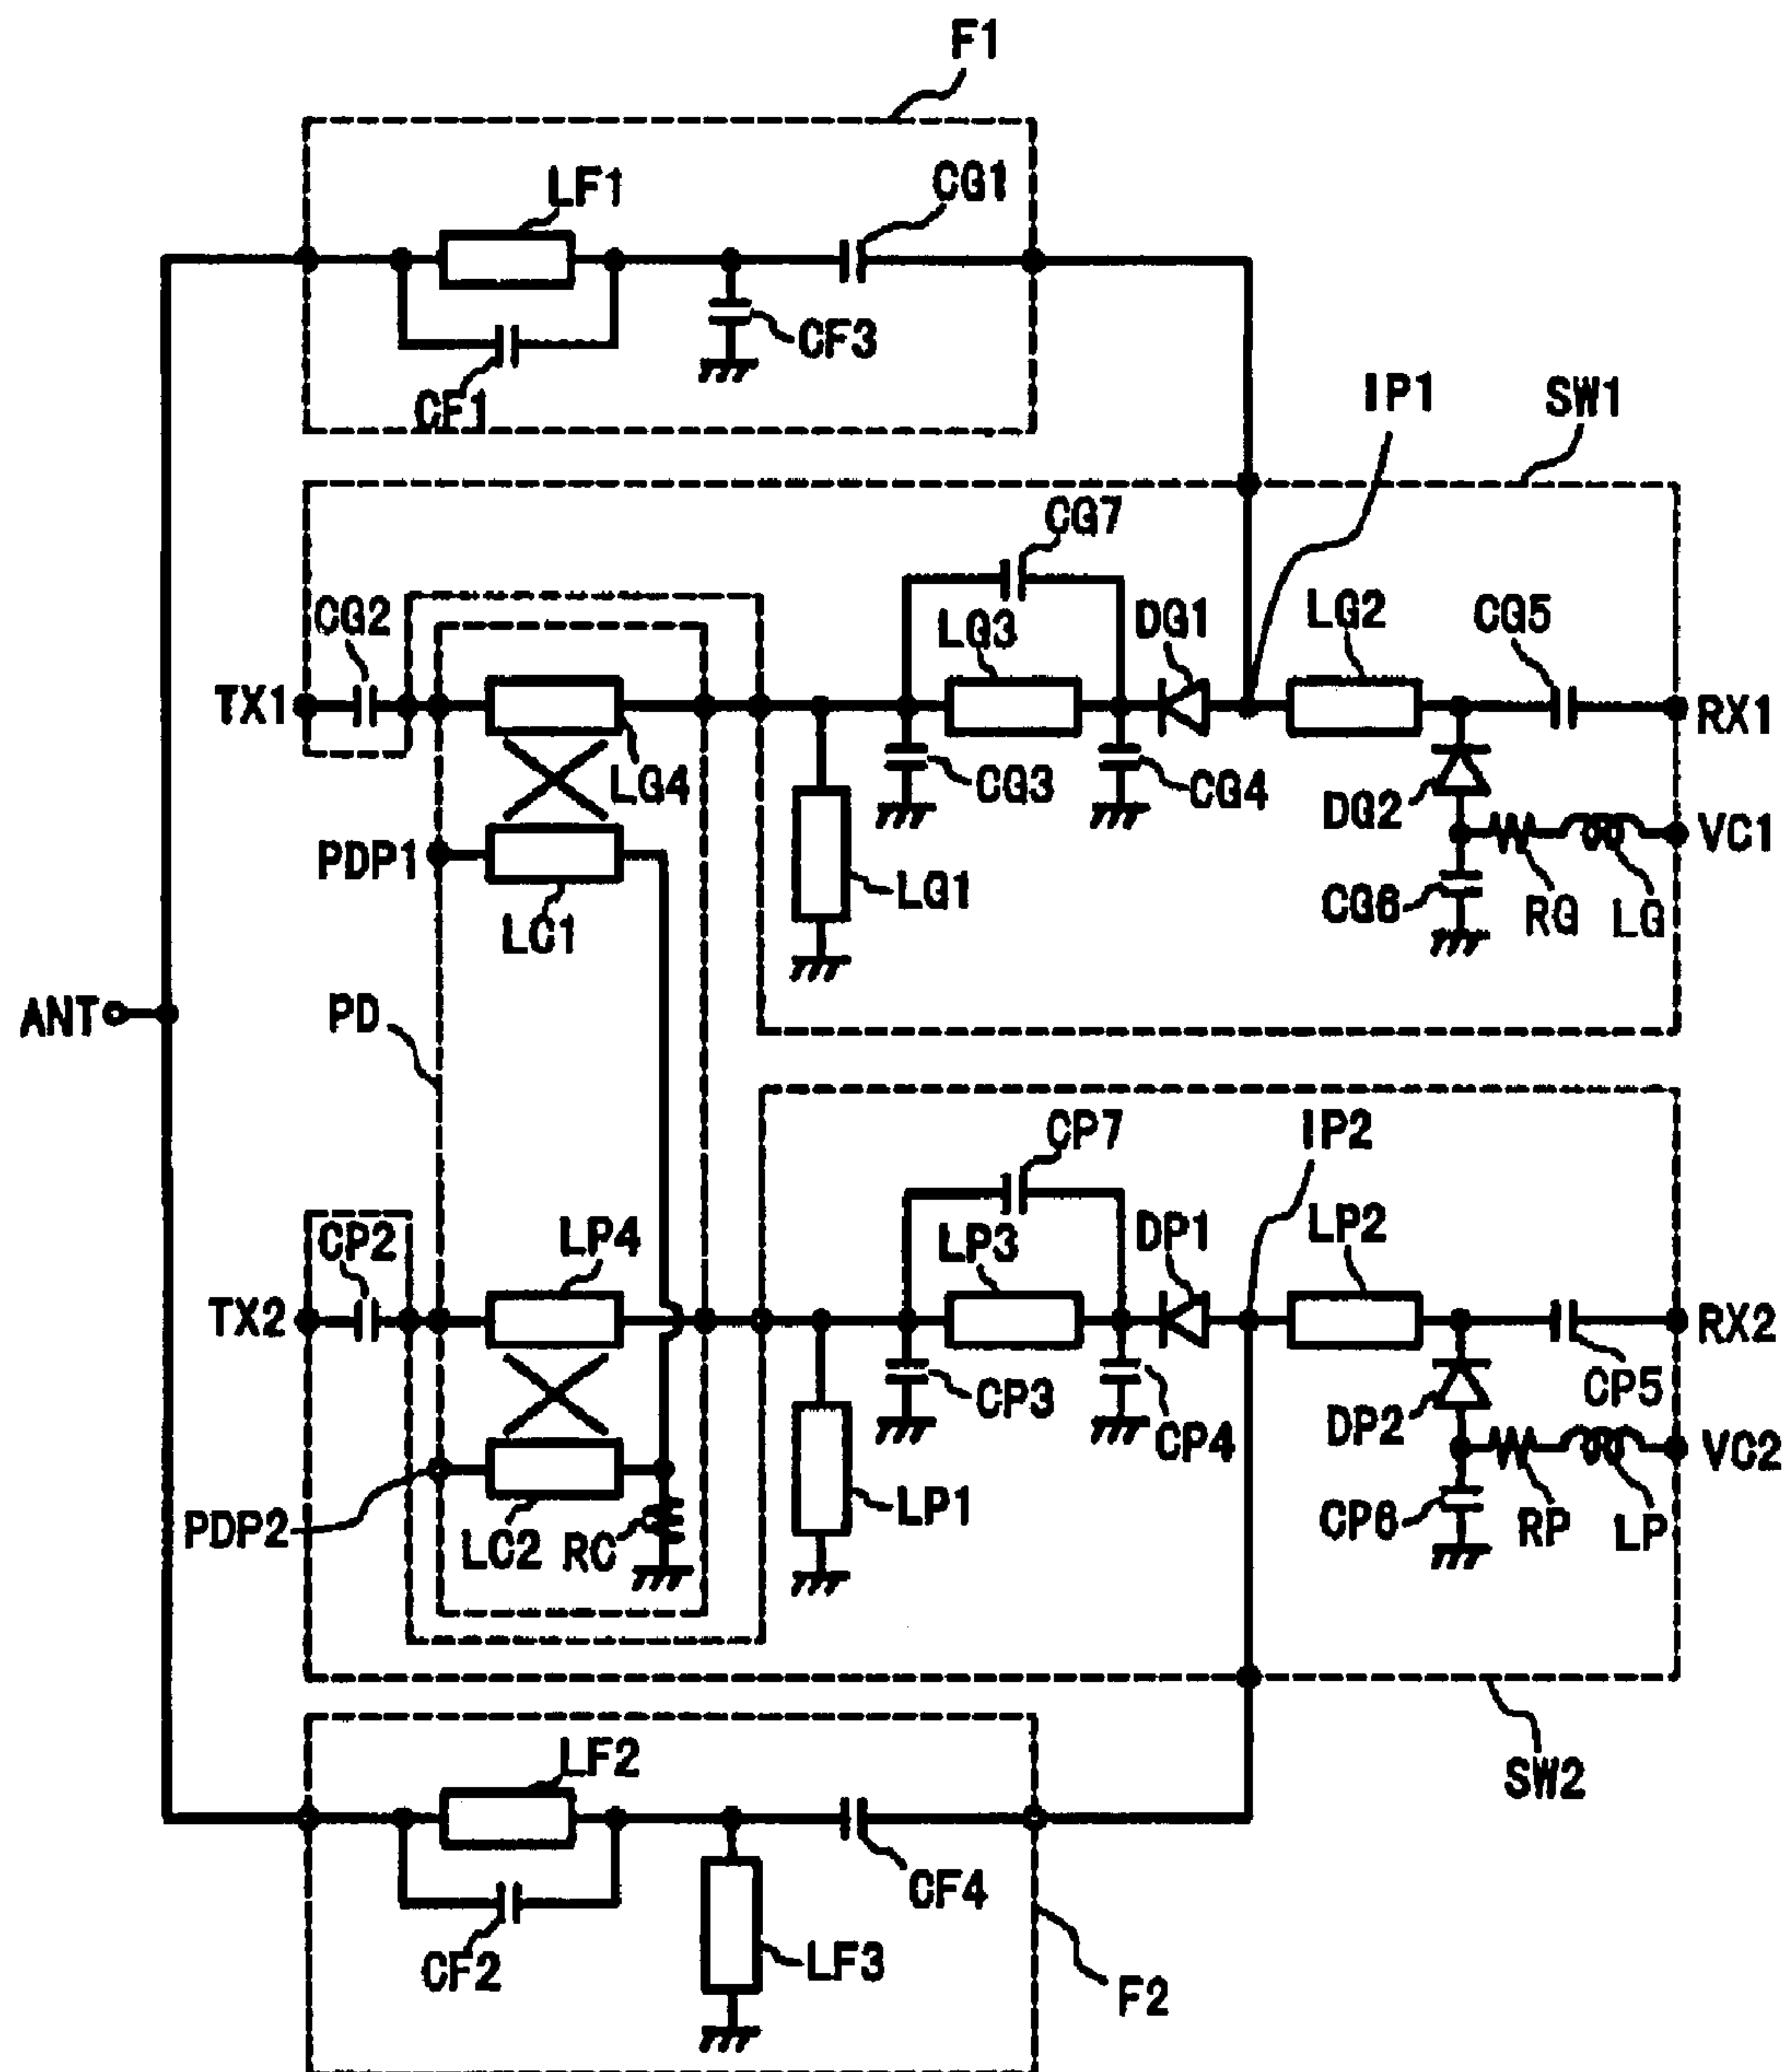 F1
LF1
CG1
CF3
CF1
IP1
SW1
CG7
CG2
LG3
DG1
LG2
CG5
TX1
RX1
LG4
CG3
CG4
DG2
VC1
PDP1
LG1
CG6
RG
LG
LC1
ANT
PD
CP7
IP2
CP2
LP4
LP3
DP1
LP2
TX2
RX2
CP3
CP5
DP2
CP4
VC2
LP1
CP6
RP
LP
PDP2
LC2
RC
LF2
SW2
CF4
CF2
LF3
F2